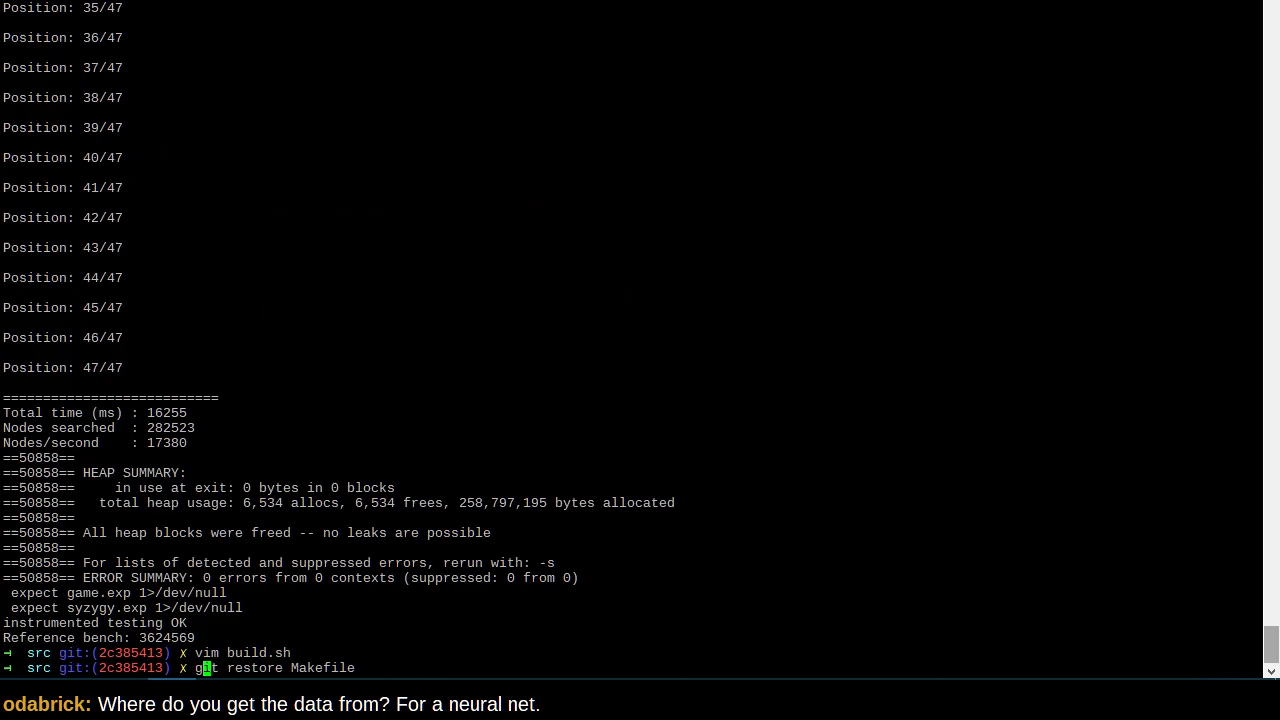 Position: 35/47
Position: 36/47
Position: 37/47
Position: 38/47
Position: 39/47
Position: 40/47
Position: 41/47
Position: 42/47
Position: 43/47
Position: 44/47
Position: 45/47
Position: 46/47
Position: 47/47
===========================
Total time (ms) : 16255
Nodes searched  : 282523
Nodes/second    : 17380
==50858==
==50858== HEAP SUMMARY:
==50858==     in use at exit: 0 bytes in 0 blocks
==50858==   total heap usage: 6,534 allocs, 6,534 frees, 258,797,195 bytes allocated
==50858==
==50858== All heap blocks were freed -- no leaks are possible
==50858==
==50858== For lists of detected and suppressed errors, rerun with: -s
==50858== ERROR SUMMARY: 0 errors from 0 contexts (suppressed: 0 from 0)
 expect game.exp 1>/dev/null
 expect syzygy.exp 1>/dev/null
instrumented testing OK
Reference bench: 3624569
⊣  src git:(2c385413) ✗ vim build.sh
⊣  src git:(2c385413) ✗ git restore Makefile
odabrick: Where do you get the data from? For a neural net.